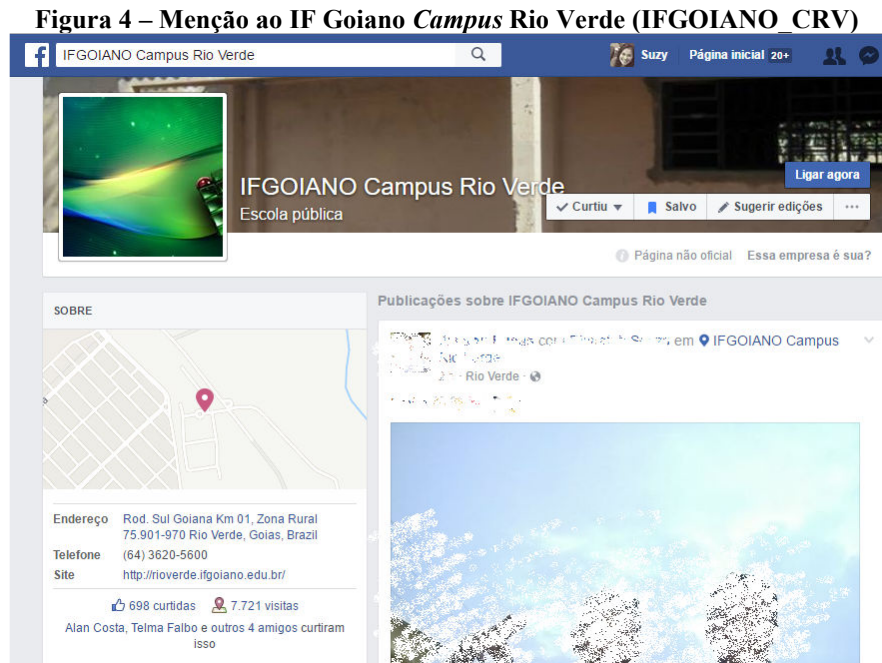 Figura 4 – Menção ao IF Goiano Campus Rio Verde (IFGOIANO_CRV)
IFGOIANO Campus Rio Verde
Suzy
Página inicial 20+
IFGOIANO Campus Rio Verde
Escola pública
Ligar agora
Curtiu
Salvo
Sugerir edições
Página não oficial Essa empresa é sua?
SOBRE
Endereço Rod. Sul Goiana Km 01, Zona Rural
75.901-970 Rio Verde, Goias, Brazil
Telefone (64) 3620-5600
Site http://rioverde.ifgoiano.edu.br/
698 curtidas 7.721 visitas
Alan Costa, Telma Falbo e outros 4 amigos curtiram
isso
Publicações sobre IFGOIANO Campus Rio Verde
em IFGOIANO Campus
Rio Verde